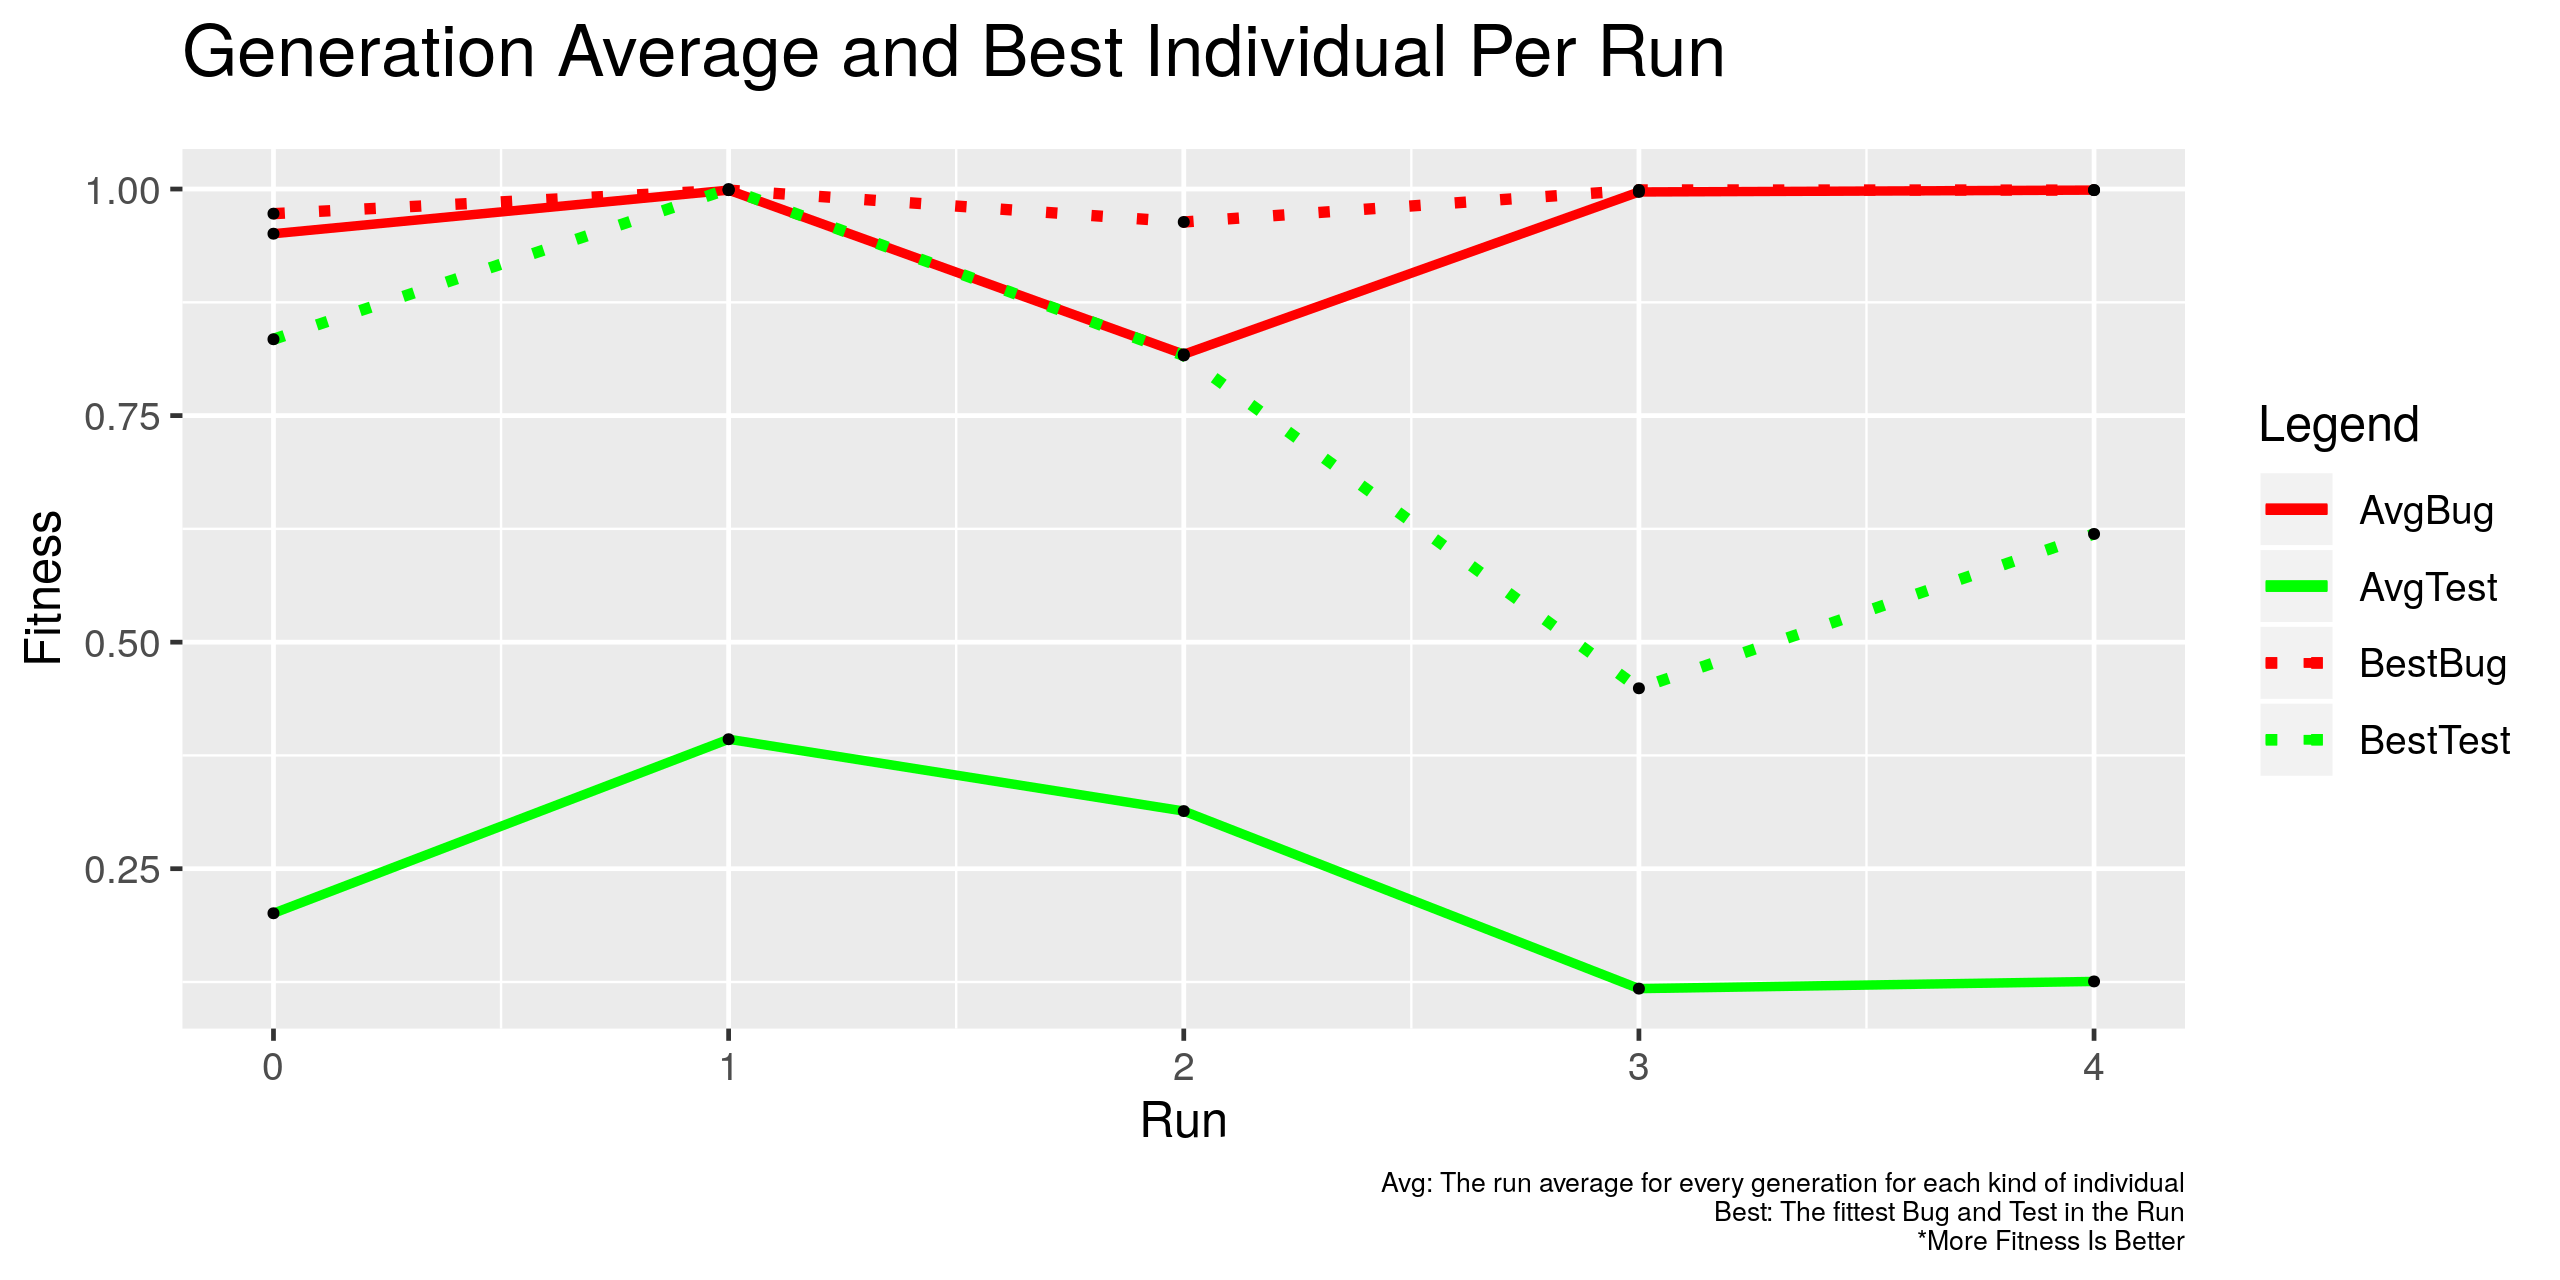 Generation Average and Best Individual Per Run
1.00
0.75
0.50
0.25
Fitness
0 1 2 3 4
Run
Legend
AvgBug
AvgTest
BestBug
BestTest
Avg: The run average for every generation for each kind of individual
Best: The fittest Bug and Test in the Run
*More Fitness Is Better